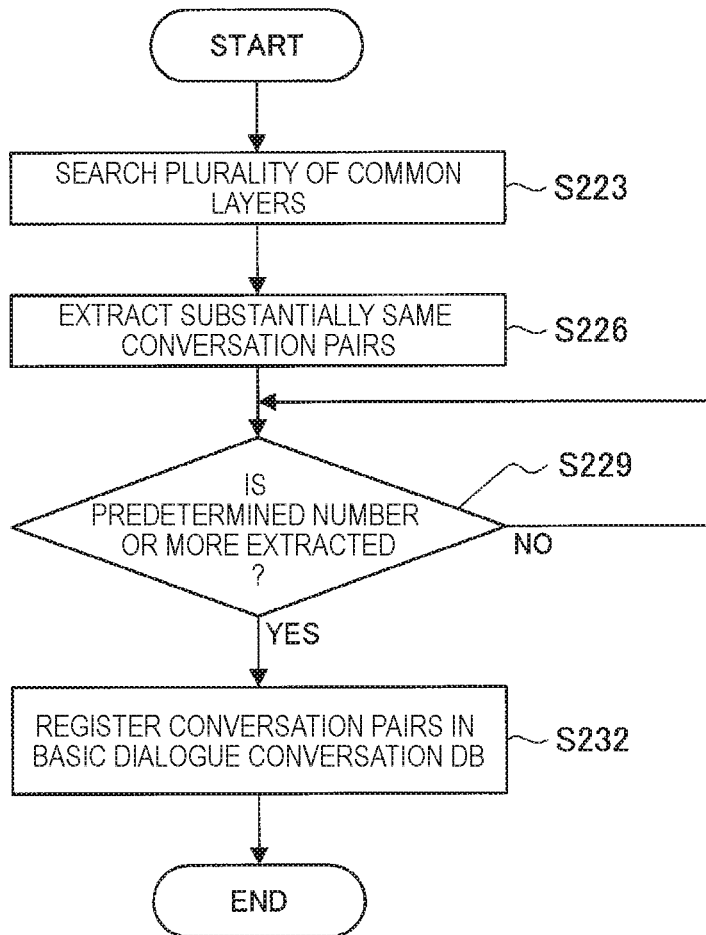 START
SEARCH PLURALITY OF COMMON
LAYERS
S223
EXTRACT SUBSTANTIALLY SAME
CONVERSATION PAIRS
S226
IS
PREDETERMINED NUMBER
OR MORE EXTRACTED
?
S229
NO
YES
REGISTER CONVERSATION PAIRS IN
BASIC DIALOGUE CONVERSATION DB
S232
END